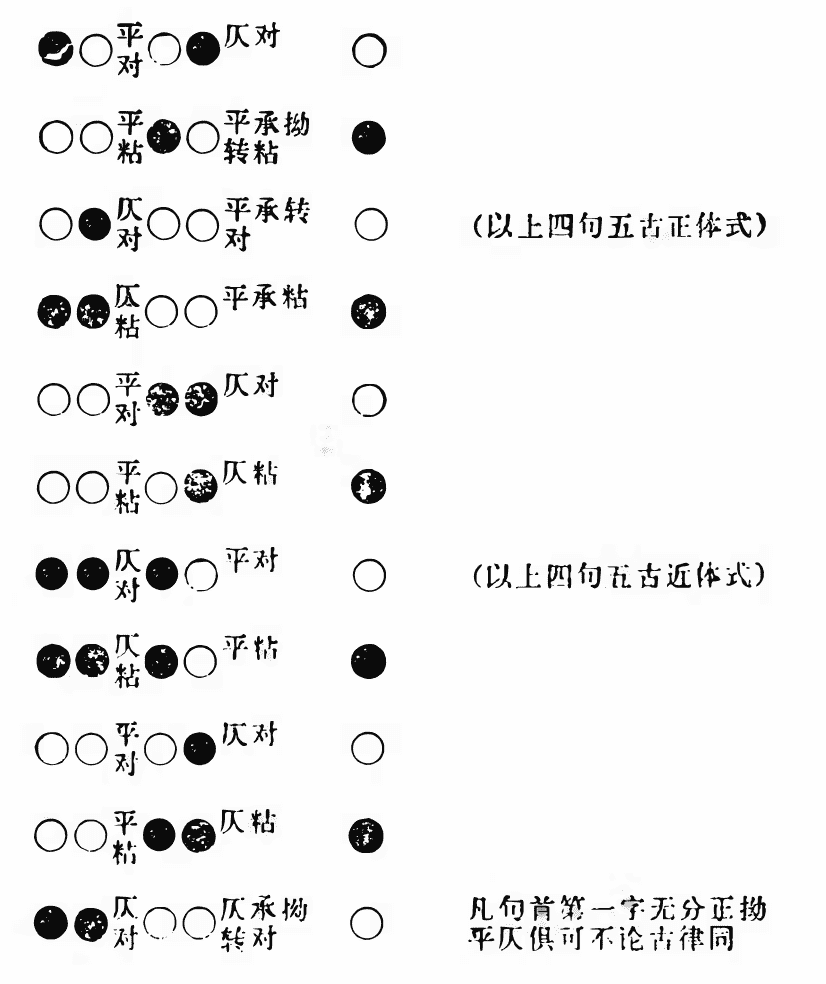 ●○平对○●仄对 ○
○○平粘●○平承拗转粘 ●
○●仄对○○平承转对 ○ (以上四句五古正体式)
●●仄粘○○平承粘 ●
○○平对●●仄对 ○
○○平粘○●仄粘 ●
●●仄对●○平对 ○ (以上四句五古近体式)
●●仄粘●○平粘 ●
○○平对○●仄对 ○
○○平粘●●仄粘 ●
●●仄对○○仄承拗转对 ○ 凡句首第一字无分正拗
平仄俱可不论古律同